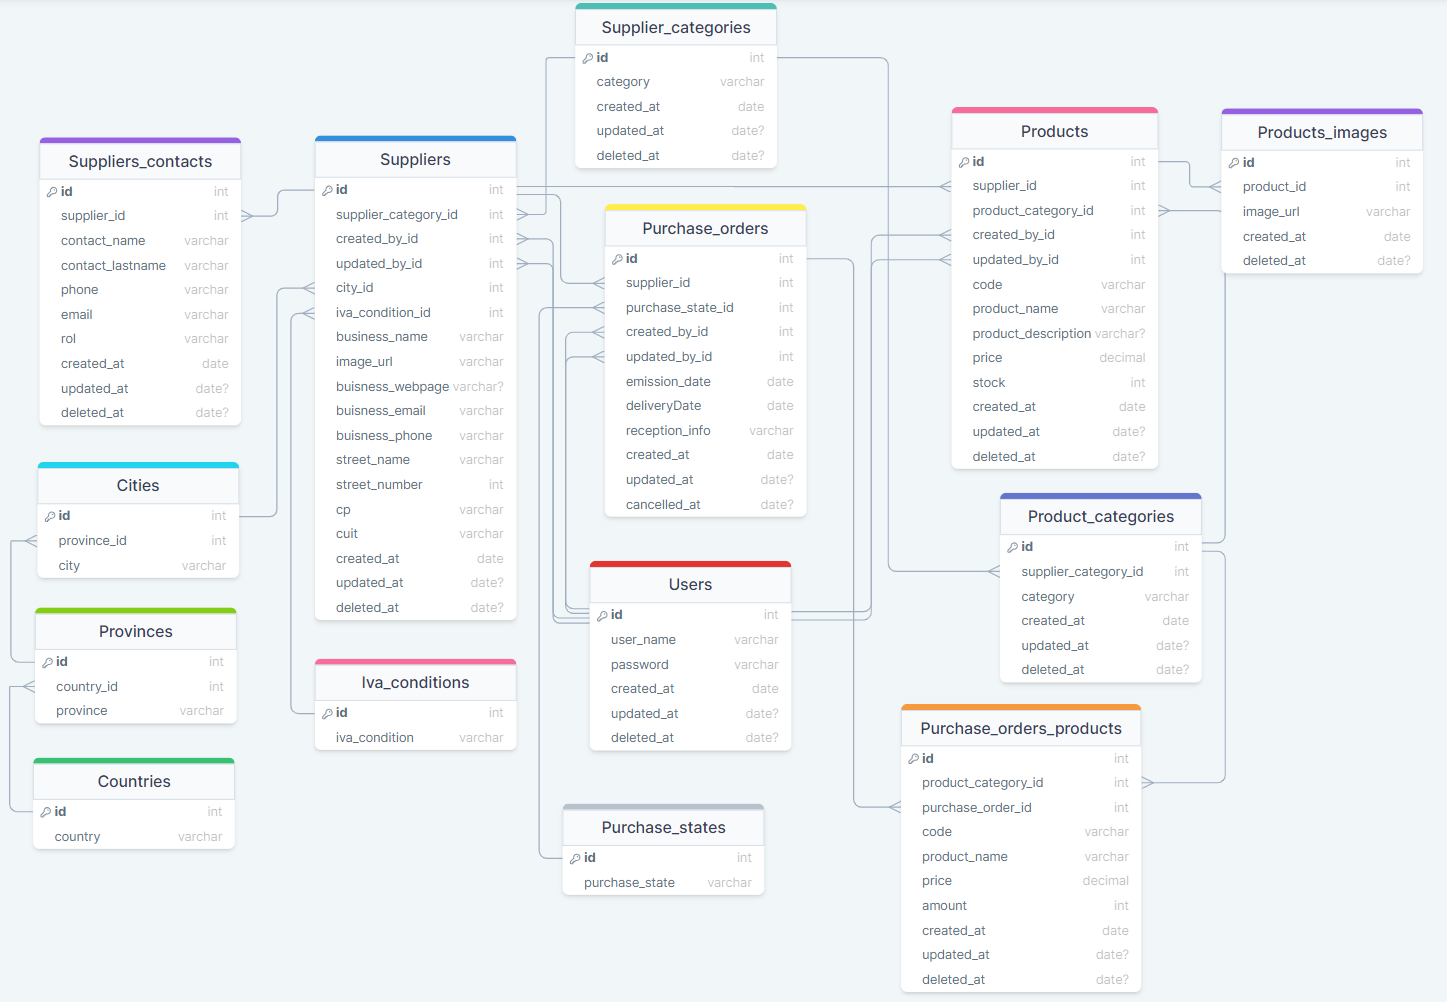 Supplier_categories
id int
category varchar
created_at date
updated_at date?
deleted_at date?
Suppliers_contacts
id int
supplier_id int
contact_name varchar
contact_lastname varchar
phone varchar
email varchar
rol varchar
created_at date
updated_at date?
deleted_at date?
Suppliers
id int
supplier_category_id int
created_by_id int
updated_by_id int
city_id int
iva_condition_id int
business_name varchar
image_url varchar
buisness_webpage varchar?
buisness_email varchar
buisness_phone varchar
street_name varchar
street_number int
cp varchar
cuit varchar
created_at date
updated_at date?
deleted_at date?
Purchase_orders
id int
supplier_id int
purchase_state_id int
created_by_id int
updated_by_id int
emission_date date
deliveryDate date
reception_info varchar
created_at date
updated_at date?
cancelled_at date?
Products
id int
supplier_id int
product_category_id int
created_by_id int
updated_by_id int
code varchar
product_name varchar
product_description varchar?
price decimal
stock int
created_at date
updated_at date?
deleted_at date?
Products_images
id int
product_id int
image_url varchar
created_at date
deleted_at date?
Cities
id int
province_id int
city varchar
Provinces
id int
country_id int
province varchar
Countries
id int
country varchar
Iva_conditions
id int
iva_condition varchar
Users
id int
user_name varchar
password varchar
created_at date
updated_at date?
deleted_at date?
Purchase_states
id int
purchase_state varchar
Product_categories
id int
supplier_category_id int
category varchar
created_at date
updated_at date?
deleted_at date?
Purchase_orders_products
id int
product_category_id int
purchase_order_id int
code varchar
product_name varchar
price decimal
amount int
created_at date
updated_at date?
deleted_at date?